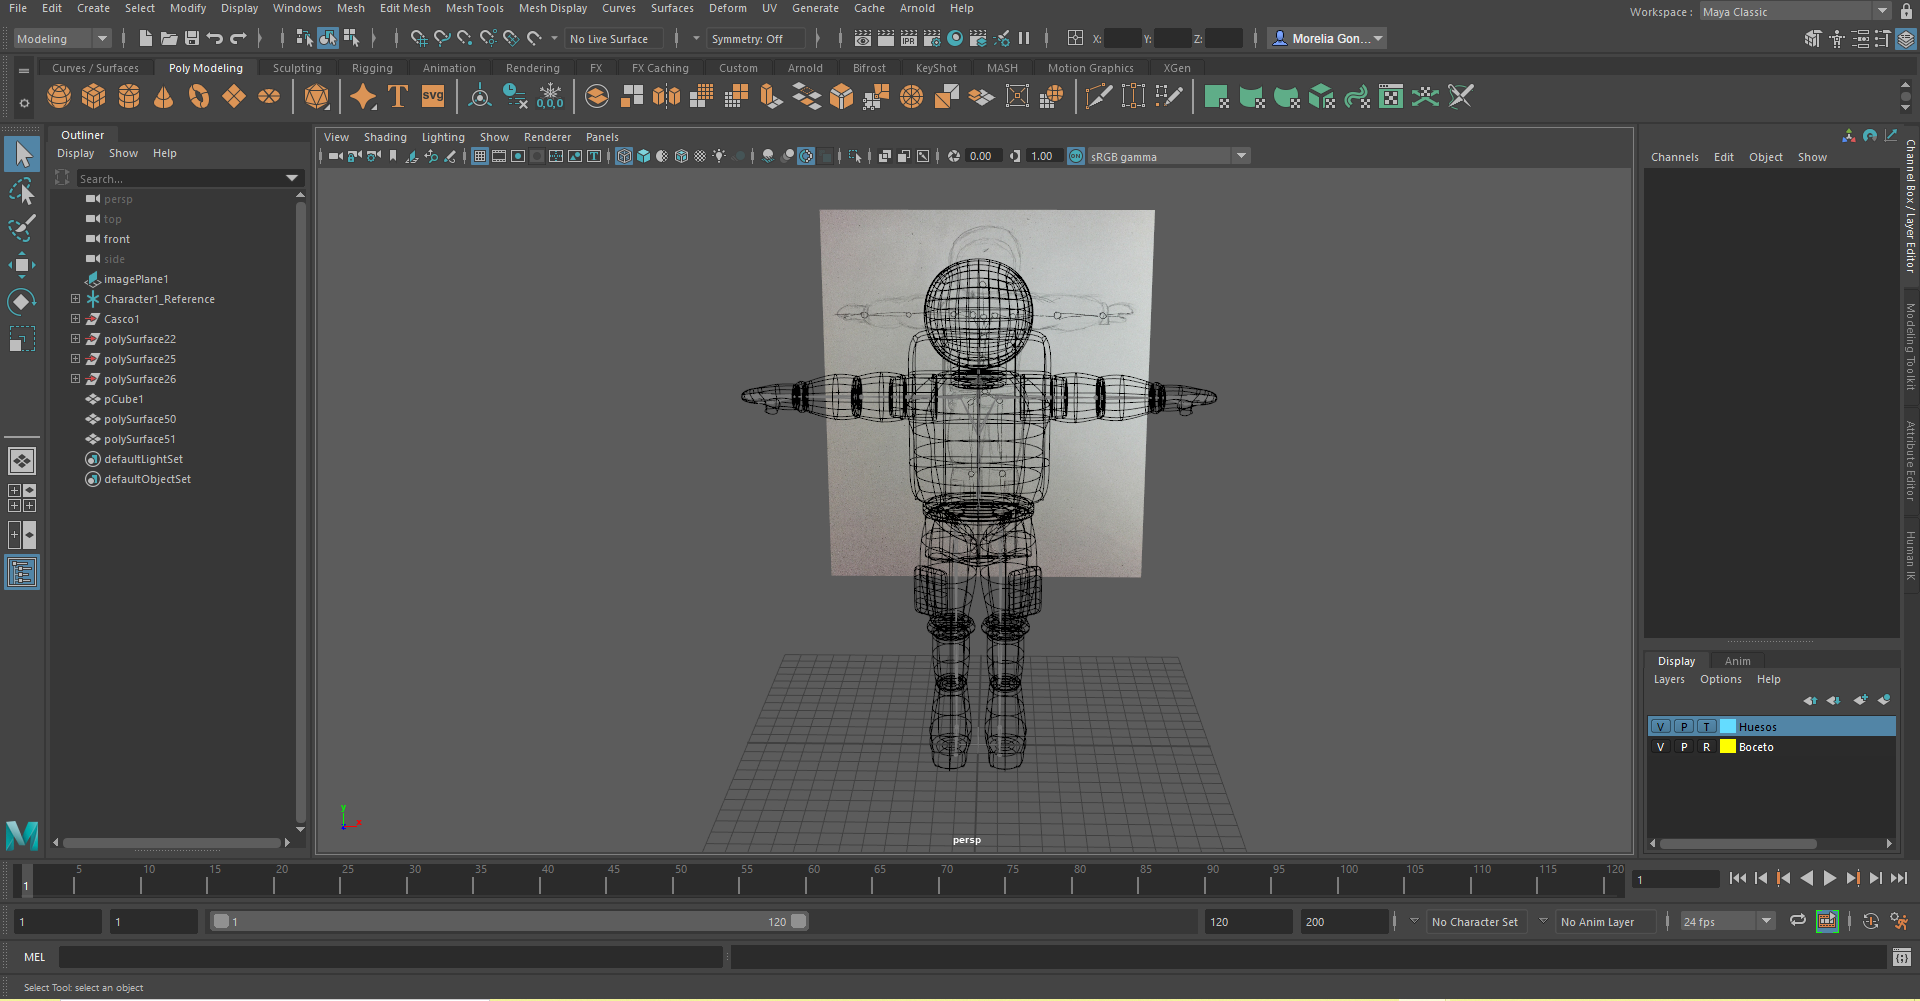 File Edit Create Select Modify Display Windows Mesh Edit Mesh Mesh Tools Mesh Display Curves Surfaces Deform UV Generate Cache Arnold Help
Workspace : Maya Classic
Modeling No Live Surface Symmetry: Off IPR X: Y: Z: Morelia Gon...
Curves / Surfaces Poly Modeling Sculpting Rigging Animation Rendering FX FX Caching Custom Arnold Bifrost KeyShot MASH Motion Graphics XGen
T SVG 0,0,0
Outliner
Display Show Help
Search...
persp
top
front
side
imagePlane1
Character1_Reference
Casco1
polySurface22
polySurface25
polySurface26
pCube1
polySurface50
polySurface51
defaultLightSet
defaultObjectSet
View Shading Lighting Show Renderer Panels
0.00 1.00 ON sRGB gamma
y
x
persp
Channels Edit Object Show
Channel Box / Layer Editor
Modeling Toolkit
Attribute Editor
Human IK
Display Anim
Layers Options Help
V P T Huesos
V P R Boceto
1 5 10 15 20 25 30 35 40 45 50 55 60 65 70 75 80 85 90 95 100 105 110 115 120
1
1 1 1 120 120 200 No Character Set No Anim Layer 24 fps
MEL
Select Tool: select an object